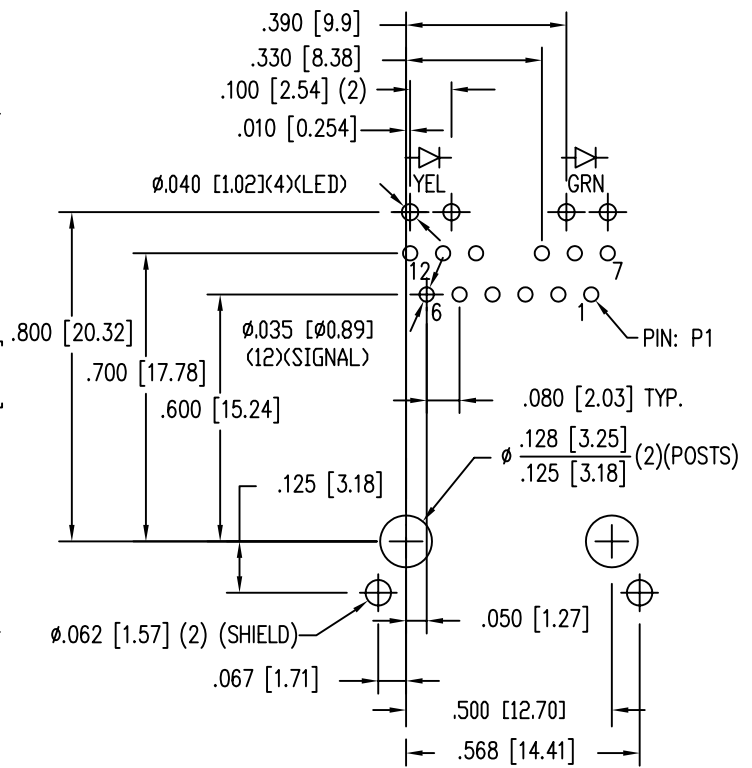 .390 [9.9]
.330 [8.38]
.100 [2.54] (2)
.010 [0.254]
Ø.040 [1.02](4)(LED)
YEL
GRN
12
7
6
1
Ø.035 [Ø0.89]
(12)(SIGNAL)
PIN: P1
.800 [20.32]
.700 [17.78]
.600 [15.24]
.080 [2.03] TYP.
Ø .128 [3.25]
.125 [3.18] (2)(POSTS)
.125 [3.18]
Ø.062 [1.57] (2) (SHIELD)
.050 [1.27]
.067 [1.71]
.500 [12.70]
.568 [14.41]